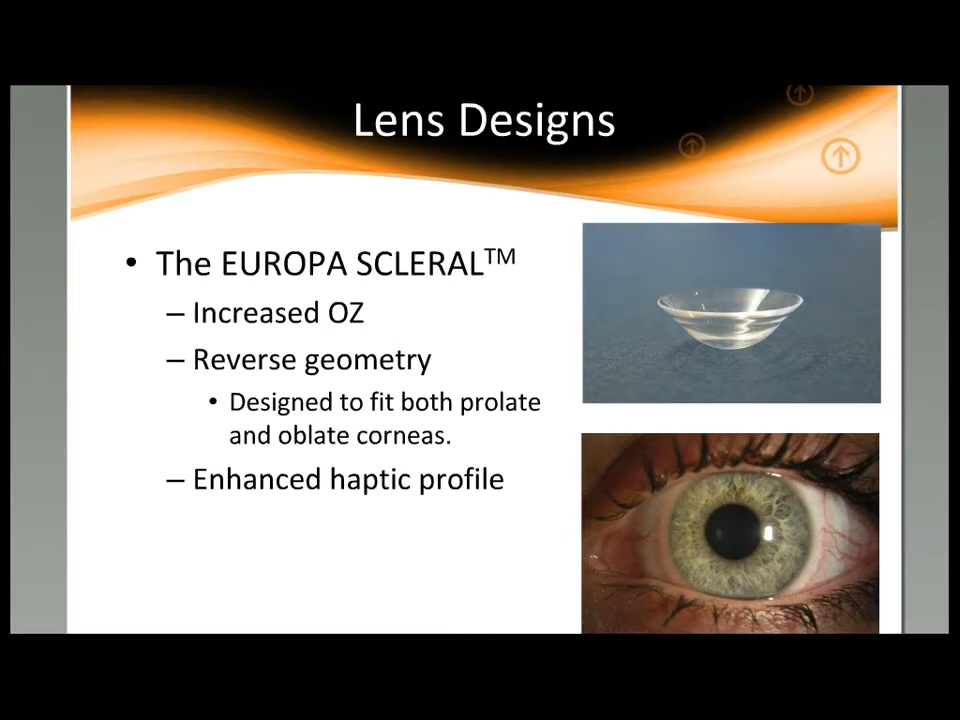 Lens Designs
• The EUROPA SCLERAL™
– Increased OZ
– Reverse geometry
• Designed to fit both prolate
and oblate corneas.
– Enhanced haptic profile